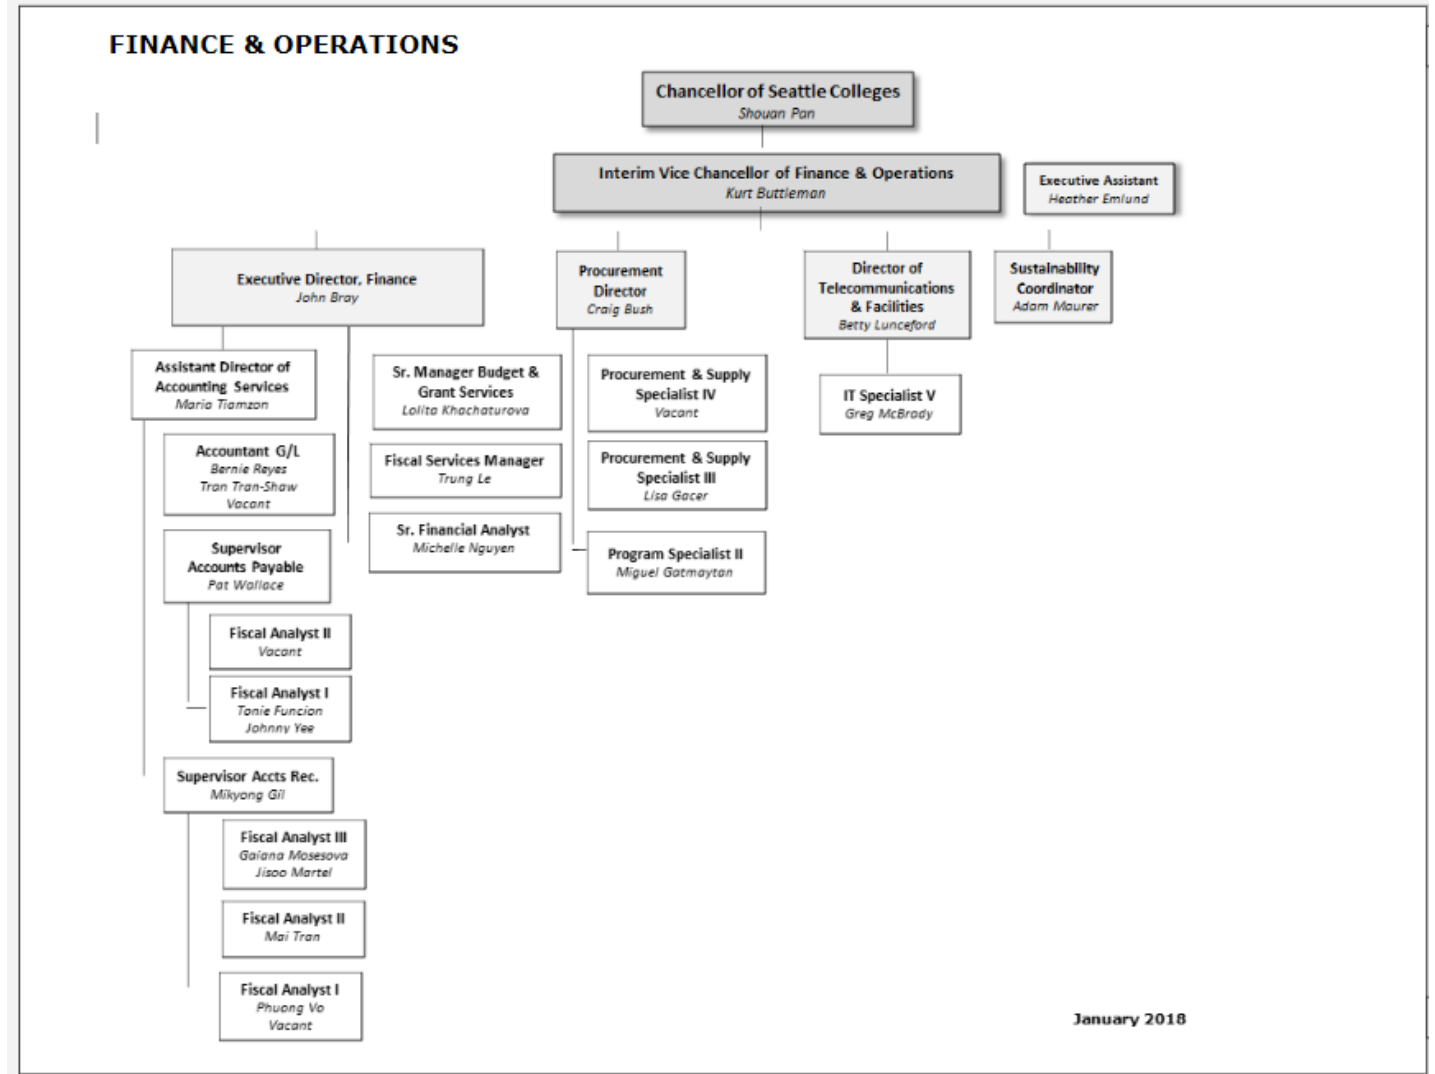 FINANCE & OPERATIONS
Chancellor of Seattle Colleges
Shouan Pan
Interim Vice Chancellor of Finance & Operations
Kurt Buttleman
Executive Assistant
Heather Emlund
Executive Director, Finance
John Bray
Procurement
Director
Craig Bush
Director of
Telecommunications
& Facilities
Betty Lunceford
Sustainability
Coordinator
Adam Maurer
Assistant Director of
Accounting Services
Maria Tiamzon
Accountant G/L
Bernie Reyes
Tran Tran-Shaw
Vacant
Supervisor
Accounts Payable
Pat Wallace
Fiscal Analyst II
Vacant
Fiscal Analyst I
Tonie Funcion
Johnny Yee
Supervisor Accts Rec.
Mikyong Gil
Fiscal Analyst III
Gaiana Mosesova
Jisoo Martel
Fiscal Analyst II
Mai Tran
Fiscal Analyst I
Phuong Vo
Vacant
Sr. Manager Budget &
Grant Services
Lolita Khachaturova
Fiscal Services Manager
Trung Le
Sr. Financial Analyst
Michelle Nguyen
Procurement & Supply
Specialist IV
Vacant
Procurement & Supply
Specialist III
Lisa Gacer
Program Specialist II
Miguel Gatmaytan
IT Specialist V
Greg McBrady
January 2018